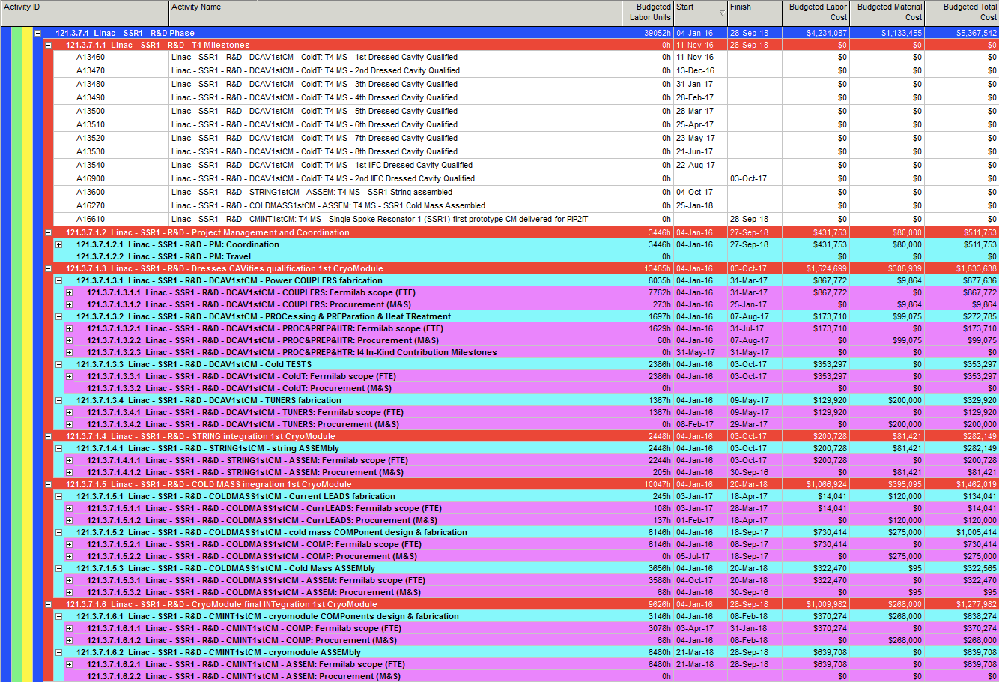 Activity ID Activity Name Budgeted Labor Units Start Finish Budgeted Labor Cost Budgeted Material Cost Budgeted Total Cost
121.3.7.1 Linac - SSR1 - R&D Phase 39052h 04-Jan-16 28-Sep-18 $4,234,087 $1,133,455 $5,367,542
121.3.7.1.1 Linac - SSR1 - R&D - T4 Milestones 0h 11-Nov-16 28-Sep-18 $0 $0 $0
A13460 Linac - SSR1 - R&D - DCAV1stCM - ColdT: T4 MS - 1st Dressed Cavity Qualified 0h 11-Nov-16 $0 $0 $0
A13470 Linac - SSR1 - R&D - DCAV1stCM - ColdT: T4 MS - 2nd Dressed Cavity Qualified 0h 13-Dec-16 $0 $0 $0
A13480 Linac - SSR1 - R&D - DCAV1stCM - ColdT: T4 MS - 3th Dressed Cavity Qualified 0h 31-Jan-17 $0 $0 $0
A13490 Linac - SSR1 - R&D - DCAV1stCM - ColdT: T4 MS - 4th Dressed Cavity Qualified 0h 28-Feb-17 $0 $0 $0
A13500 Linac - SSR1 - R&D - DCAV1stCM - ColdT: T4 MS - 5th Dressed Cavity Qualified 0h 28-Mar-17 $0 $0 $0
A13510 Linac - SSR1 - R&D - DCAV1stCM - ColdT: T4 MS - 6th Dressed Cavity Qualified 0h 25-Apr-17 $0 $0 $0
A13520 Linac - SSR1 - R&D - DCAV1stCM - ColdT: T4 MS - 7th Dressed Cavity Qualified 0h 23-May-17 $0 $0 $0
A13530 Linac - SSR1 - R&D - DCAV1stCM - ColdT: T4 MS - 8th Dressed Cavity Qualified 0h 21-Jun-17 $0 $0 $0
A13540 Linac - SSR1 - R&D - DCAV1stCM - ColdT: T4 MS - 1st IIFC Dressed Cavity Qualified 0h 22-Aug-17 $0 $0 $0
A16900 Linac - SSR1 - R&D - DCAV1stCM - ColdT: T4 MS - 2nd IIFC Dressed Cavity Qualified 0h 03-Oct-17 $0 $0 $0
A13600 Linac - SSR1 - R&D - STRING1stCM - ASSEM: T4 MS - SSR1 String assembled 0h 04-Oct-17 $0 $0 $0
A16270 Linac - SSR1 - R&D - COLDMASS1stCM - ASSEM: T4 MS - SSR1 Cold Mass Assembled 0h 25-Jan-18 $0 $0 $0
A16610 Linac - SSR1 - R&D - CMINT1stCM: T4 MS - Single Spoke Resonator 1 (SSR1) first prototype CM delivered for PIP2IT 0h 28-Sep-18 $0 $0 $0
121.3.7.1.2 Linac - SSR1 - R&D - Project Management and Coordination 3446h 04-Jan-16 27-Sep-18 $431,753 $80,000 $511,753
121.3.7.1.2.1 Linac - SSR1 - R&D - PM: Coordination 3446h 04-Jan-16 27-Sep-18 $431,753 $80,000 $511,753
121.3.7.1.2.2 Linac - SSR1 - R&D - PM: Travel 0h $0 $0 $0
121.3.7.1.3 Linac - SSR1 - R&D - Dresses CAVities qualification 1st CryoModule 13485h 04-Jan-16 03-Oct-17 $1,524,699 $308,939 $1,833,638
121.3.7.1.3.1 Linac - SSR1 - R&D - DCAV1stCM - Power COUPLERS fabrication 8035h 04-Jan-16 31-Mar-17 $867,772 $9,864 $877,636
121.3.7.1.3.1.1 Linac - SSR1 - R&D - DCAV1stCM - COUPLERS: Fermilab scope (FTE) 7762h 04-Jan-16 31-Mar-17 $867,772 $0 $867,772
121.3.7.1.3.1.2 Linac - SSR1 - R&D - DCAV1stCM - COUPLERS: Procurement (M&S) 273h 04-Jan-16 25-Jan-17 $0 $9,864 $9,864
121.3.7.1.3.2 Linac - SSR1 - R&D - DCAV1stCM - PROCessing & PREParation & Heat TReatment 1697h 04-Jan-16 07-Aug-17 $173,710 $99,075 $272,785
121.3.7.1.3.2.1 Linac - SSR1 - R&D - DCAV1stCM - PROC&PREP&HTR: Fermilab scope (FTE) 1629h 04-Jan-16 31-Jul-17 $173,710 $0 $173,710
121.3.7.1.3.2.2 Linac - SSR1 - R&D - DCAV1stCM - PROC&PREP&HTR: Procurement (M&S) 68h 04-Jan-16 07-Aug-17 $0 $99,075 $99,075
121.3.7.1.3.2.3 Linac - SSR1 - R&D - DCAV1stCM - PROC&PREP&HTR: I4 In-Kind Contribution Milestones 0h 31-May-17 31-May-17 $0 $0 $0
121.3.7.1.3.3 Linac - SSR1 - R&D - DCAV1stCM - Cold TESTS 2386h 04-Jan-16 03-Oct-17 $353,297 $0 $353,297
121.3.7.1.3.3.1 Linac - SSR1 - R&D - DCAV1stCM - ColdT: Fermilab scope (FTE) 2386h 04-Jan-16 03-Oct-17 $353,297 $0 $353,297
121.3.7.1.3.3.2 Linac - SSR1 - R&D - DCAV1stCM - ColdT: Procurement (M&S) 0h $0 $0 $0
121.3.7.1.3.4 Linac - SSR1 - R&D - DCAV1stCM - TUNERS fabrication 1367h 04-Jan-16 09-May-17 $129,920 $200,000 $329,920
121.3.7.1.3.4.1 Linac - SSR1 - R&D - DCAV1stCM - TUNERS: Fermilab scope (FTE) 1367h 04-Jan-16 09-May-17 $129,920 $0 $129,920
121.3.7.1.3.4.2 Linac - SSR1 - R&D - DCAV1stCM - TUNERS: Procurement (M&S) 0h 08-Feb-17 29-Mar-17 $0 $200,000 $200,000
121.3.7.1.4 Linac - SSR1 - R&D - STRING integration 1st CryoModule 2448h 04-Jan-16 03-Oct-17 $200,728 $81,421 $282,149
121.3.7.1.4.1 Linac - SSR1 - R&D - STRING1stCM - string ASSEMbly 2448h 04-Jan-16 03-Oct-17 $200,728 $81,421 $282,149
121.3.7.1.4.1.1 Linac - SSR1 - R&D - STRING1stCM - ASSEM: Fermilab scope (FTE) 2244h 04-Jan-16 03-Oct-17 $200,728 $0 $200,728
121.3.7.1.4.1.2 Linac - SSR1 - R&D - STRING1stCM - ASSEM: Procurement (M&S) 205h 04-Jan-16 30-Sep-16 $0 $81,421 $81,421
121.3.7.1.5 Linac - SSR1 - R&D - COLD MASS inegration 1st CryoModule 10047h 04-Jan-16 20-Mar-18 $1,066,924 $395,095 $1,462,019
121.3.7.1.5.1 Linac - SSR1 - R&D - COLDMASS1stCM - Current LEADS fabrication 245h 03-Jan-17 18-Apr-17 $14,041 $120,000 $134,041
121.3.7.1.5.1.1 Linac - SSR1 - R&D - COLDMASS1stCM - CurrLEADS: Fermilab scope (FTE) 108h 03-Jan-17 28-Mar-17 $14,041 $0 $14,041
121.3.7.1.5.1.2 Linac - SSR1 - R&D - COLDMASS1stCM - CurrLEADS: Procurement (M&S) 137h 01-Feb-17 18-Apr-17 $0 $120,000 $120,000
121.3.7.1.5.2 Linac - SSR1 - R&D - COLDMASS1stCM - cold mass COMPonent design & fabrication 6146h 04-Jan-16 18-Sep-17 $730,414 $275,000 $1,005,414
121.3.7.1.5.2.1 Linac - SSR1 - R&D - COLDMASS1stCM - COMP: Fermilab scope (FTE) 6146h 04-Jan-16 08-Sep-17 $730,414 $0 $730,414
121.3.7.1.5.2.2 Linac - SSR1 - R&D - COLDMASS1stCM - COMP: Procurement (M&S) 0h 05-Jul-17 18-Sep-17 $0 $275,000 $275,000
121.3.7.1.5.3 Linac - SSR1 - R&D - COLDMASS1stCM - Cold Mass ASSEMbly 3656h 04-Jan-16 20-Mar-18 $322,470 $95 $322,565
121.3.7.1.5.3.1 Linac - SSR1 - R&D - COLDMASS1stCM - ASSEM: Fermilab scope (FTE) 3588h 04-Oct-17 20-Mar-18 $322,470 $0 $322,470
121.3.7.1.5.3.2 Linac - SSR1 - R&D - COLDMASS1stCM - ASSEM: Procurement (M&S) 68h 04-Jan-16 30-Sep-16 $0 $95 $95
121.3.7.1.6 Linac - SSR1 - R&D - CryoModule final INTegration 1st CryoModule 9626h 04-Jan-16 28-Sep-18 $1,009,982 $268,000 $1,277,982
121.3.7.1.6.1 Linac - SSR1 - R&D - CMINT1stCM - cryomodule COMPonents design & fabrication 3146h 04-Jan-16 08-Feb-18 $370,274 $268,000 $638,274
121.3.7.1.6.1.1 Linac - SSR1 - R&D - CMINT1stCM - COMP: Fermilab scope (FTE) 3078h 03-Apr-17 31-Jan-18 $370,274 $0 $370,274
121.3.7.1.6.1.2 Linac - SSR1 - R&D - CMINT1stCM - COMP: Procurement (M&S) 68h 04-Jan-16 08-Feb-18 $0 $268,000 $268,000
121.3.7.1.6.2 Linac - SSR1 - R&D - CMINT1stCM - cryomodule ASSEMbly 6480h 21-Mar-18 28-Sep-18 $639,708 $0 $639,708
121.3.7.1.6.2.1 Linac - SSR1 - R&D - CMINT1stCM - ASSEM: Fermilab scope (FTE) 6480h 21-Mar-18 28-Sep-18 $639,708 $0 $639,708
121.3.7.1.6.2.2 Linac - SSR1 - R&D - CMINT1stCM - ASSEM: Procurement (M&S) 0h $0 $0 $0